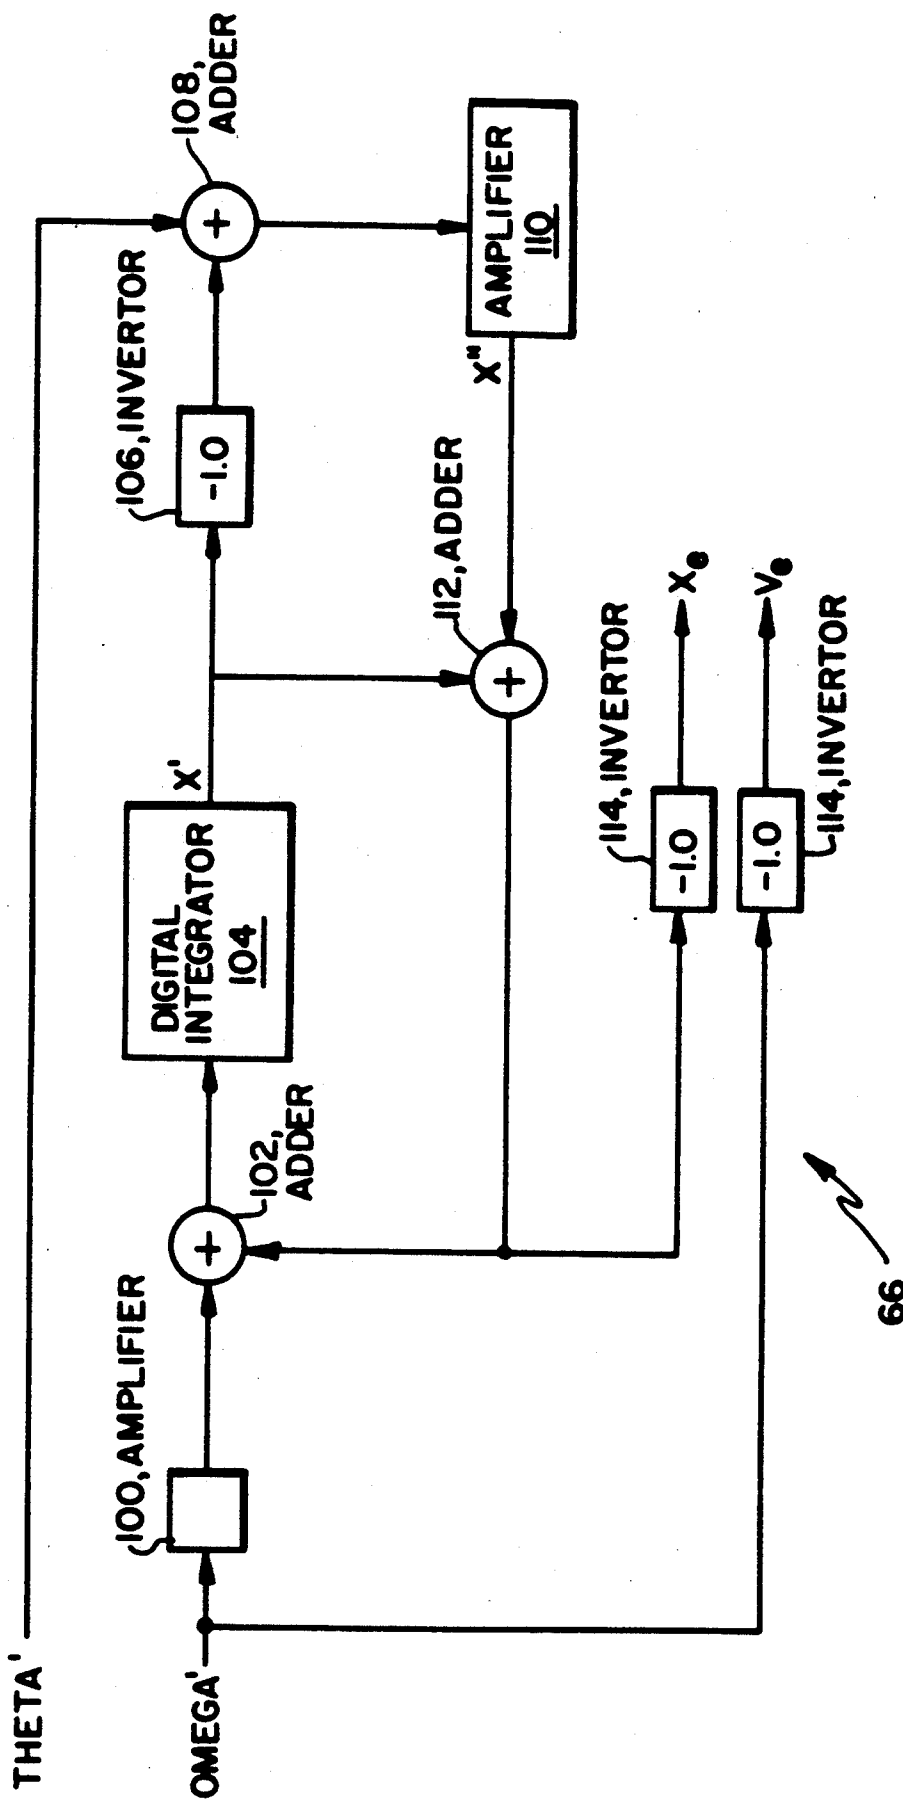 THETA'
108,
ADDER
106, INVERTOR
+
-1.0
100, AMPLIFIER
OMEGA'
+
102,
ADDER
DIGITAL
INTEGRATOR
104
X'
AMPLIFIER
110
X"
112, ADDER
+
114, INVERTOR
-1.0
Xe
-1.0
Ve
114, INVERTOR
66